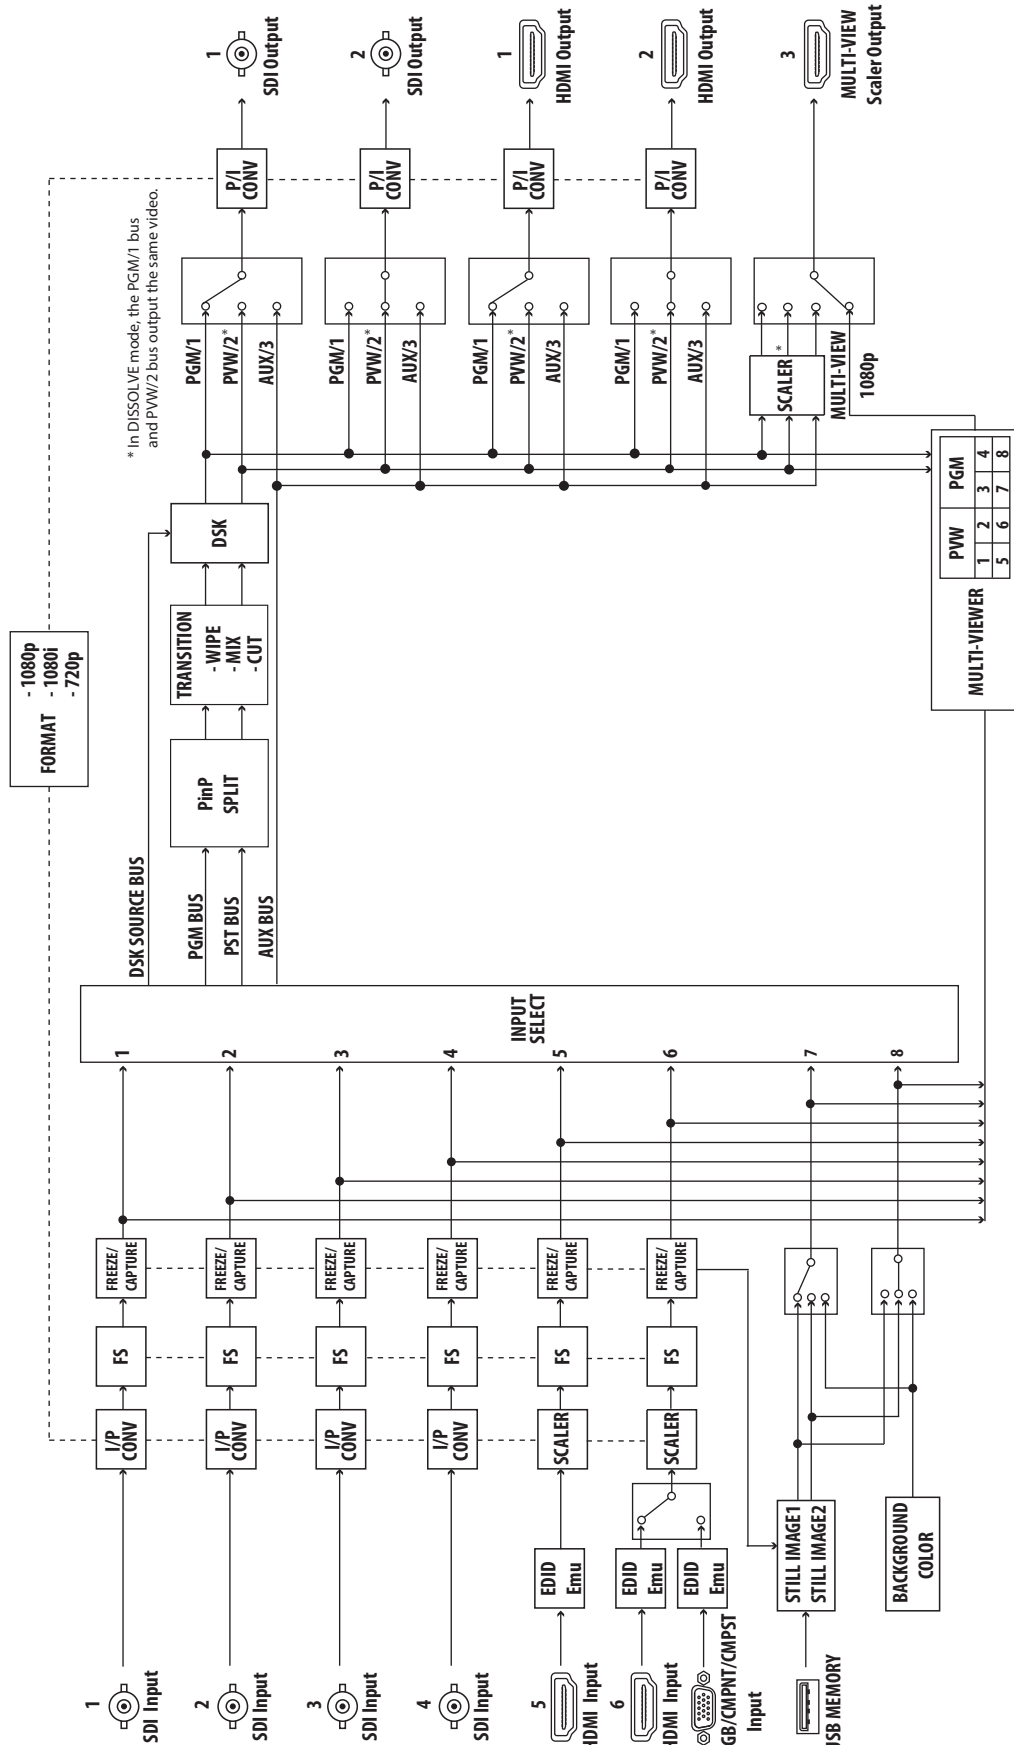 1
SDI Input
2
SDI Input
3
SDI Input
4
SDI Input
5
HDMI Input
6
HDMI Input
GB/CMPNT/CMPST
Input
USB MEMORY
I/P
CONV
I/P
CONV
I/P
CONV
I/P
CONV
EDID
Emu
SCALER
EDID
Emu
EDID
Emu
SCALER
FS
FS
FS
FS
FS
FS
FREEZE/
CAPTURE
FREEZE/
CAPTURE
FREEZE/
CAPTURE
FREEZE/
CAPTURE
FREEZE/
CAPTURE
FREEZE/
CAPTURE
STILL IMAGE1
STILL IMAGE2
BACKGROUND
COLOR
1
2
3
4
5
6
7
8
INPUT
SELECT
FORMAT
- 1080p
- 1080i
- 720p
DSK SOURCE BUS
PGM BUS
PST BUS
AUX BUS
PinP
SPLIT
TRANSITION
- WIPE
- MIX
- CUT
DSK
* In DISSOLVE mode, the PGM/1 bus
and PVW/2 bus output the same video.
PGM/1
PVW/2*
AUX/3
PGM/1
PVW/2*
AUX/3
PGM/1
PVW/2*
AUX/3
PGM/1
PVW/2*
AUX/3
SCALER
*
MULTI-VIEW
1080p
PVW PGM
1 2 3 4
5 6 7 8
MULTI-VIEWER
P/I
CONV
P/I
CONV
P/I
CONV
P/I
CONV
1
SDI Output
2
SDI Output
1
HDMI Output
2
HDMI Output
3
MULTI-VIEW
Scaler Output